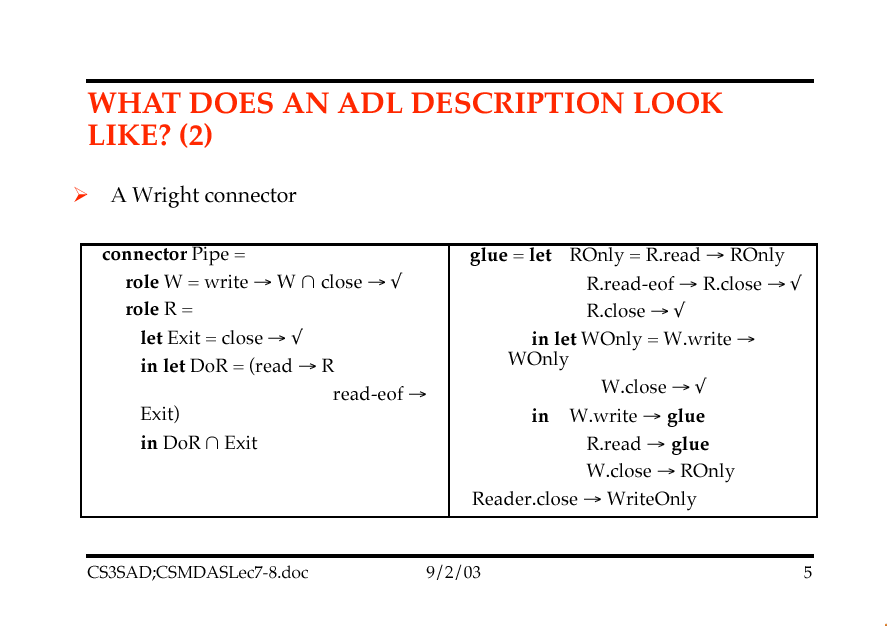 WHAT DOES AN ADL DESCRIPTION LOOK
LIKE? (2)
➢ A Wright connector
connector Pipe =
role W = write → W ∩ close → √
role R =
let Exit = close → √
in let DoR = (read → R
read-eof →
Exit)
in DoR ∩ Exit
glue = let ROnly = R.read → ROnly
R.read-eof → R.close → √
R.close → √
in let WOnly = W.write →
WOnly
W.close → √
in W.write → glue
R.read → glue
W.close → ROnly
Reader.close → WriteOnly
CS3SAD;CSMDASLec7-8.doc 9/2/03 5